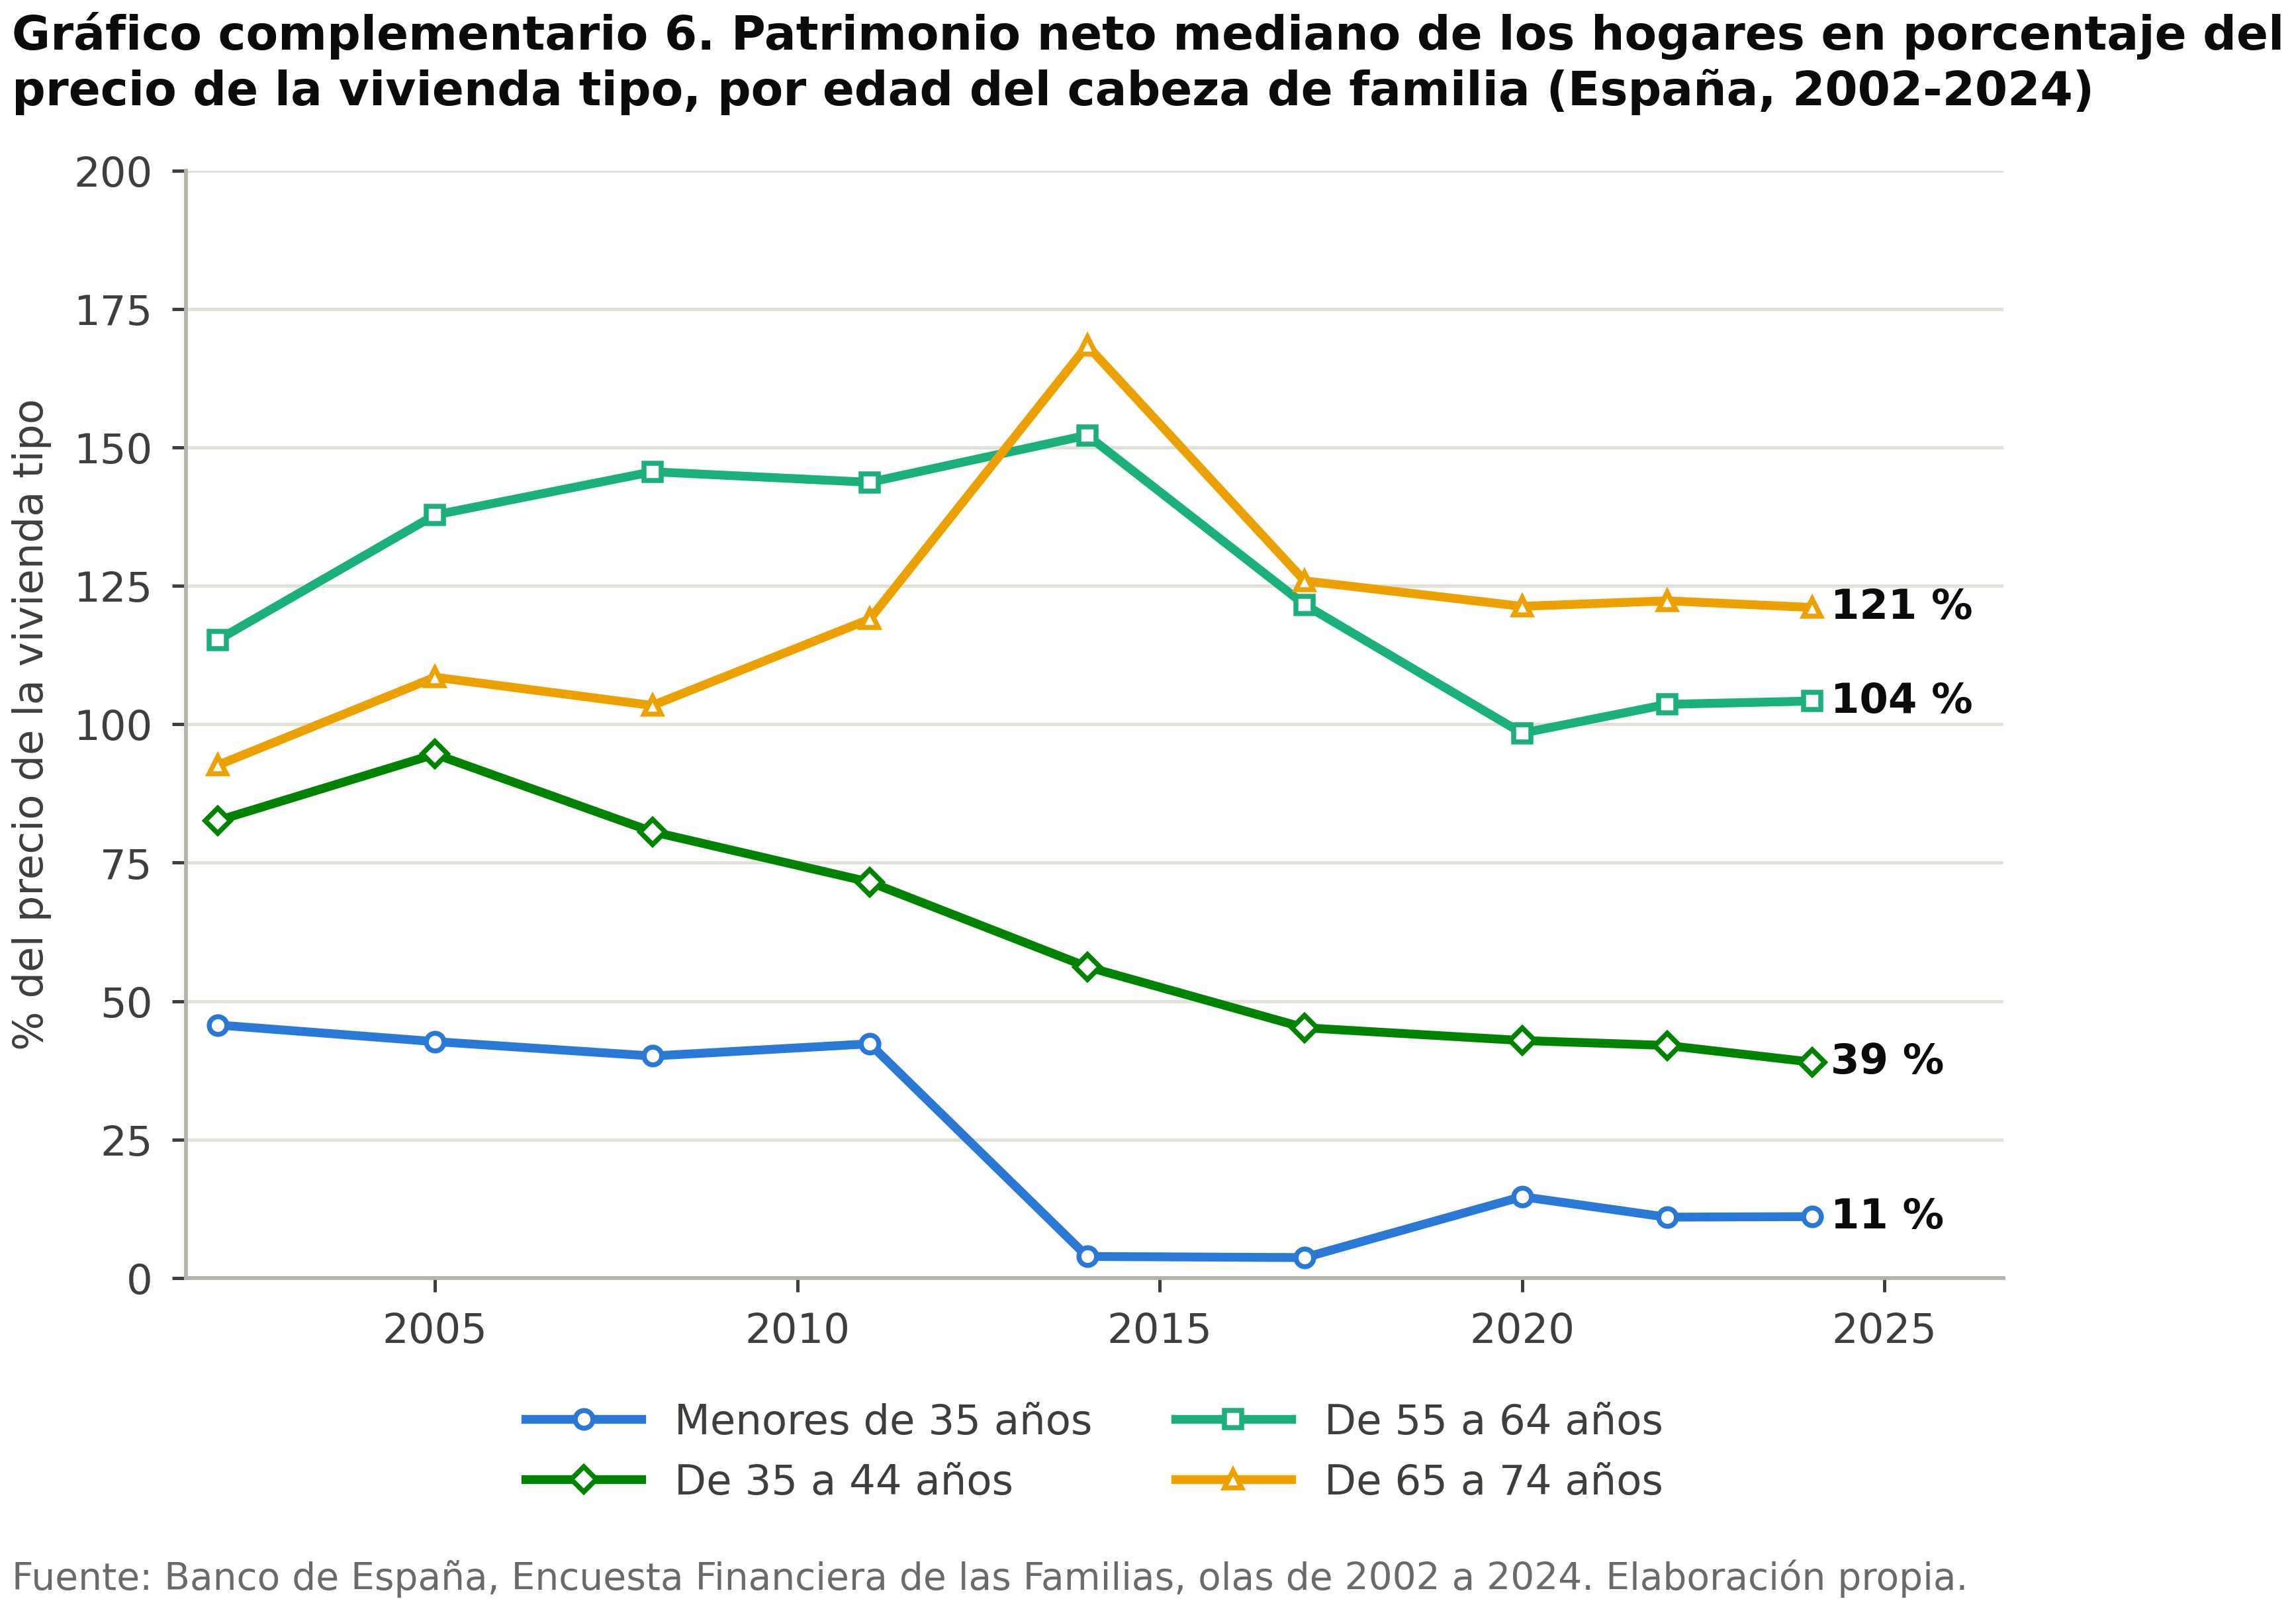 Gráfico complementario 6. Patrimonio neto mediano de los hogares en porcentaje del
precio de la vivienda tipo, por edad del cabeza de familia (España, 2002-2024)
% del precio de la vivienda tipo
200
175
150
125
100
75
50
25
0
121 %
104 %
39 %
11 %
2005
2010
2015
2020
2025
Menores de 35 años
De 35 a 44 años
De 55 a 64 años
De 65 a 74 años
Fuente: Banco de España, Encuesta Financiera de las Familias, olas de 2002 a 2024. Elaboración propia.